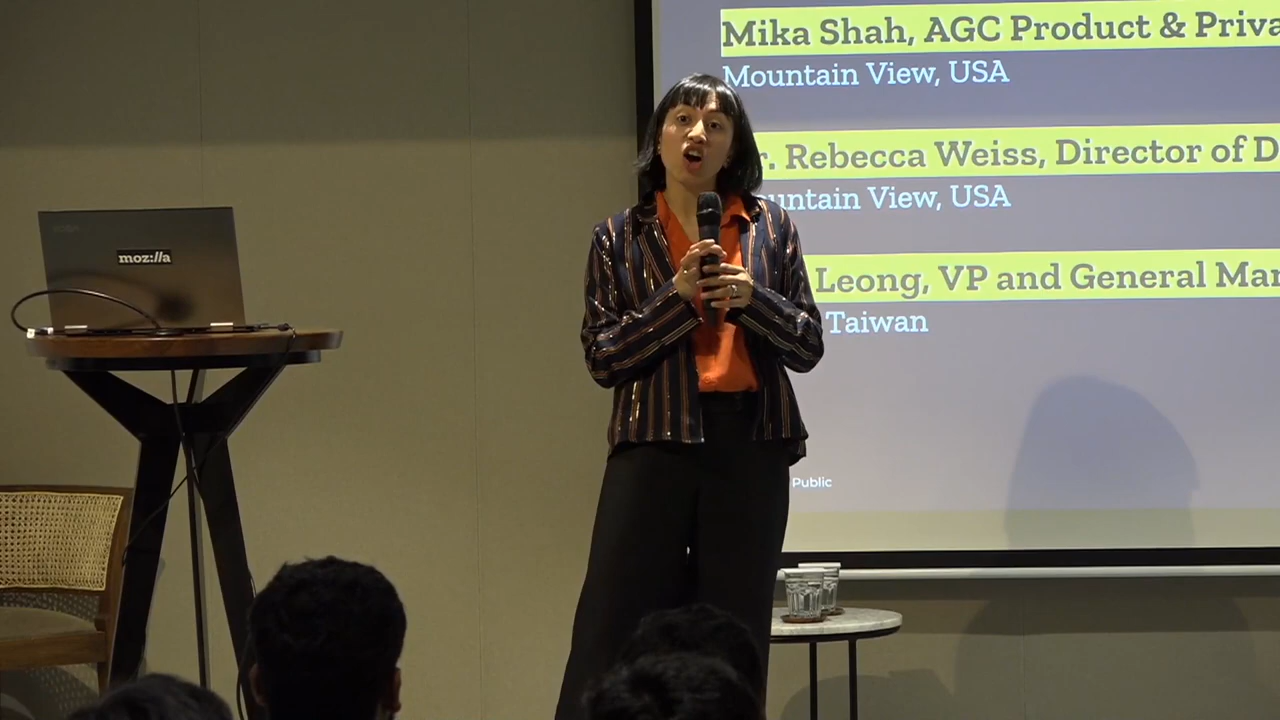 Mika Shah, AGC Product & Priva
Mountain View, USA
r. Rebecca Weiss, Director of D
ountain View, USA
Leong, VP and General Man
Taiwan
Public
moz://a